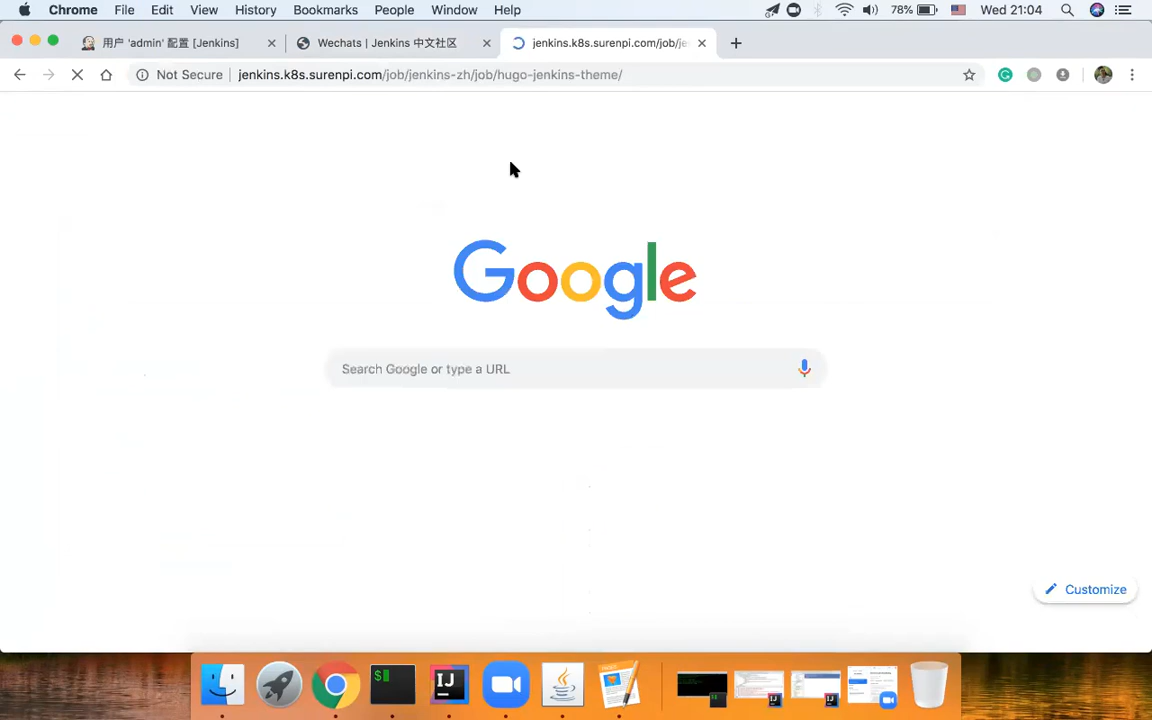 Chrome File Edit View History Bookmarks People Window Help 78% Wed 21:04
用户 'admin' 配置 [Jenkins] Wechats | Jenkins 中文社区 jenkins.k8s.surenpi.com/job/je
Not Secure jenkins.k8s.surenpi.com/job/jenkins-zh/job/hugo-jenkins-theme/
Google
Search Google or type a URL
Customize